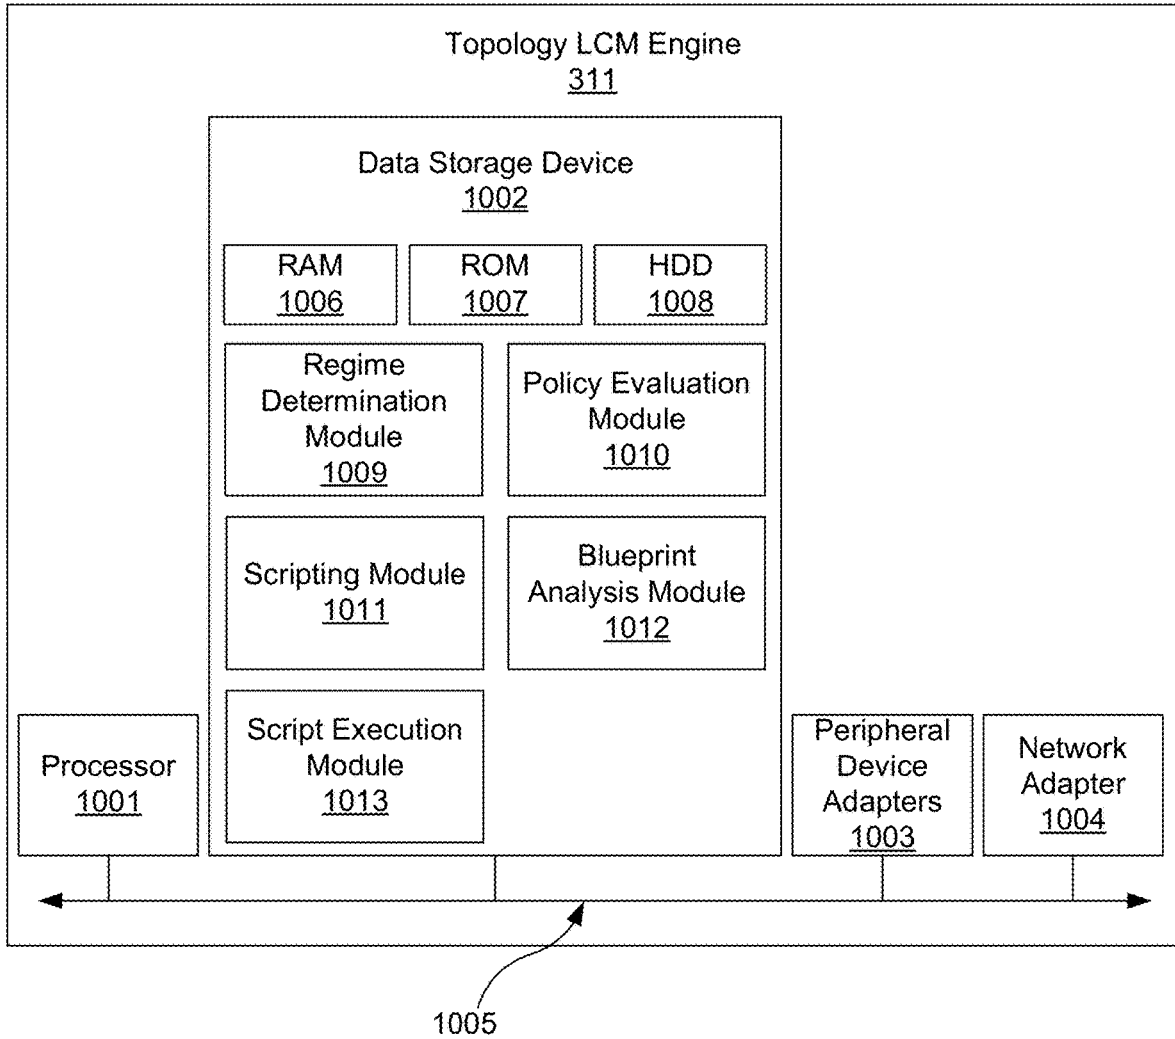 Topology LCM Engine
311
Data Storage Device
1002
RAM
1006
ROM
1007
HDD
1008
Regime
Determination
Module
1009
Policy Evaluation
Module
1010
Scripting Module
1011
Blueprint
Analysis Module
1012
Script Execution
Module
1013
Processor
1001
Peripheral
Device
Adapters
1003
Network
Adapter
1004
1005